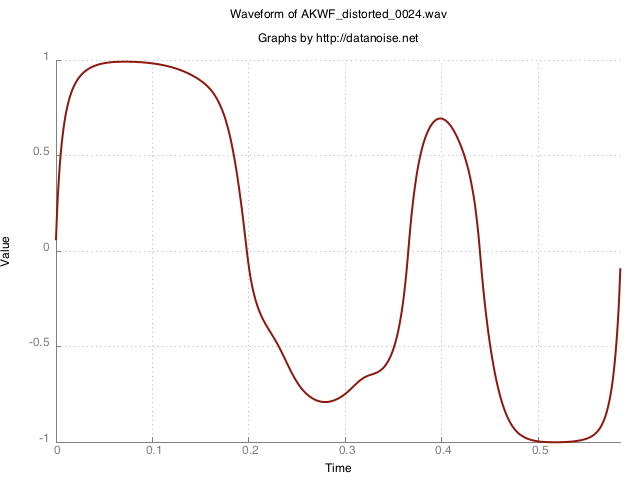 Waveform of AKWF_distorted_0024.wav
Graphs by http://datanoise.net
1
0.5
0
-0.5
-1
Value
0 0.1 0.2 0.3 0.4 0.5
Time